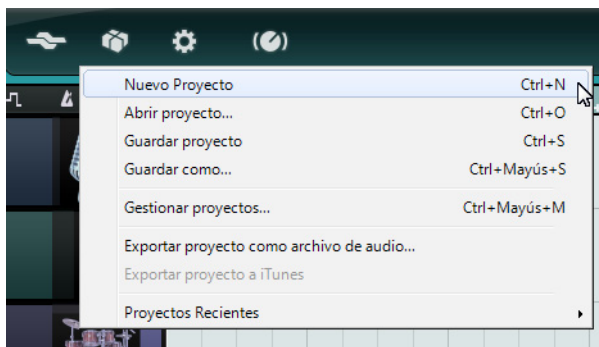 Nuevo Proyecto Ctrl+N
Abrir proyecto... Ctrl+O
Guardar proyecto Ctrl+S
Guardar como... Ctrl+Mayús+S
Gestionar proyectos... Ctrl+Mayús+M
Exportar proyecto como archivo de audio...
Exportar proyecto a iTunes
Proyectos Recientes